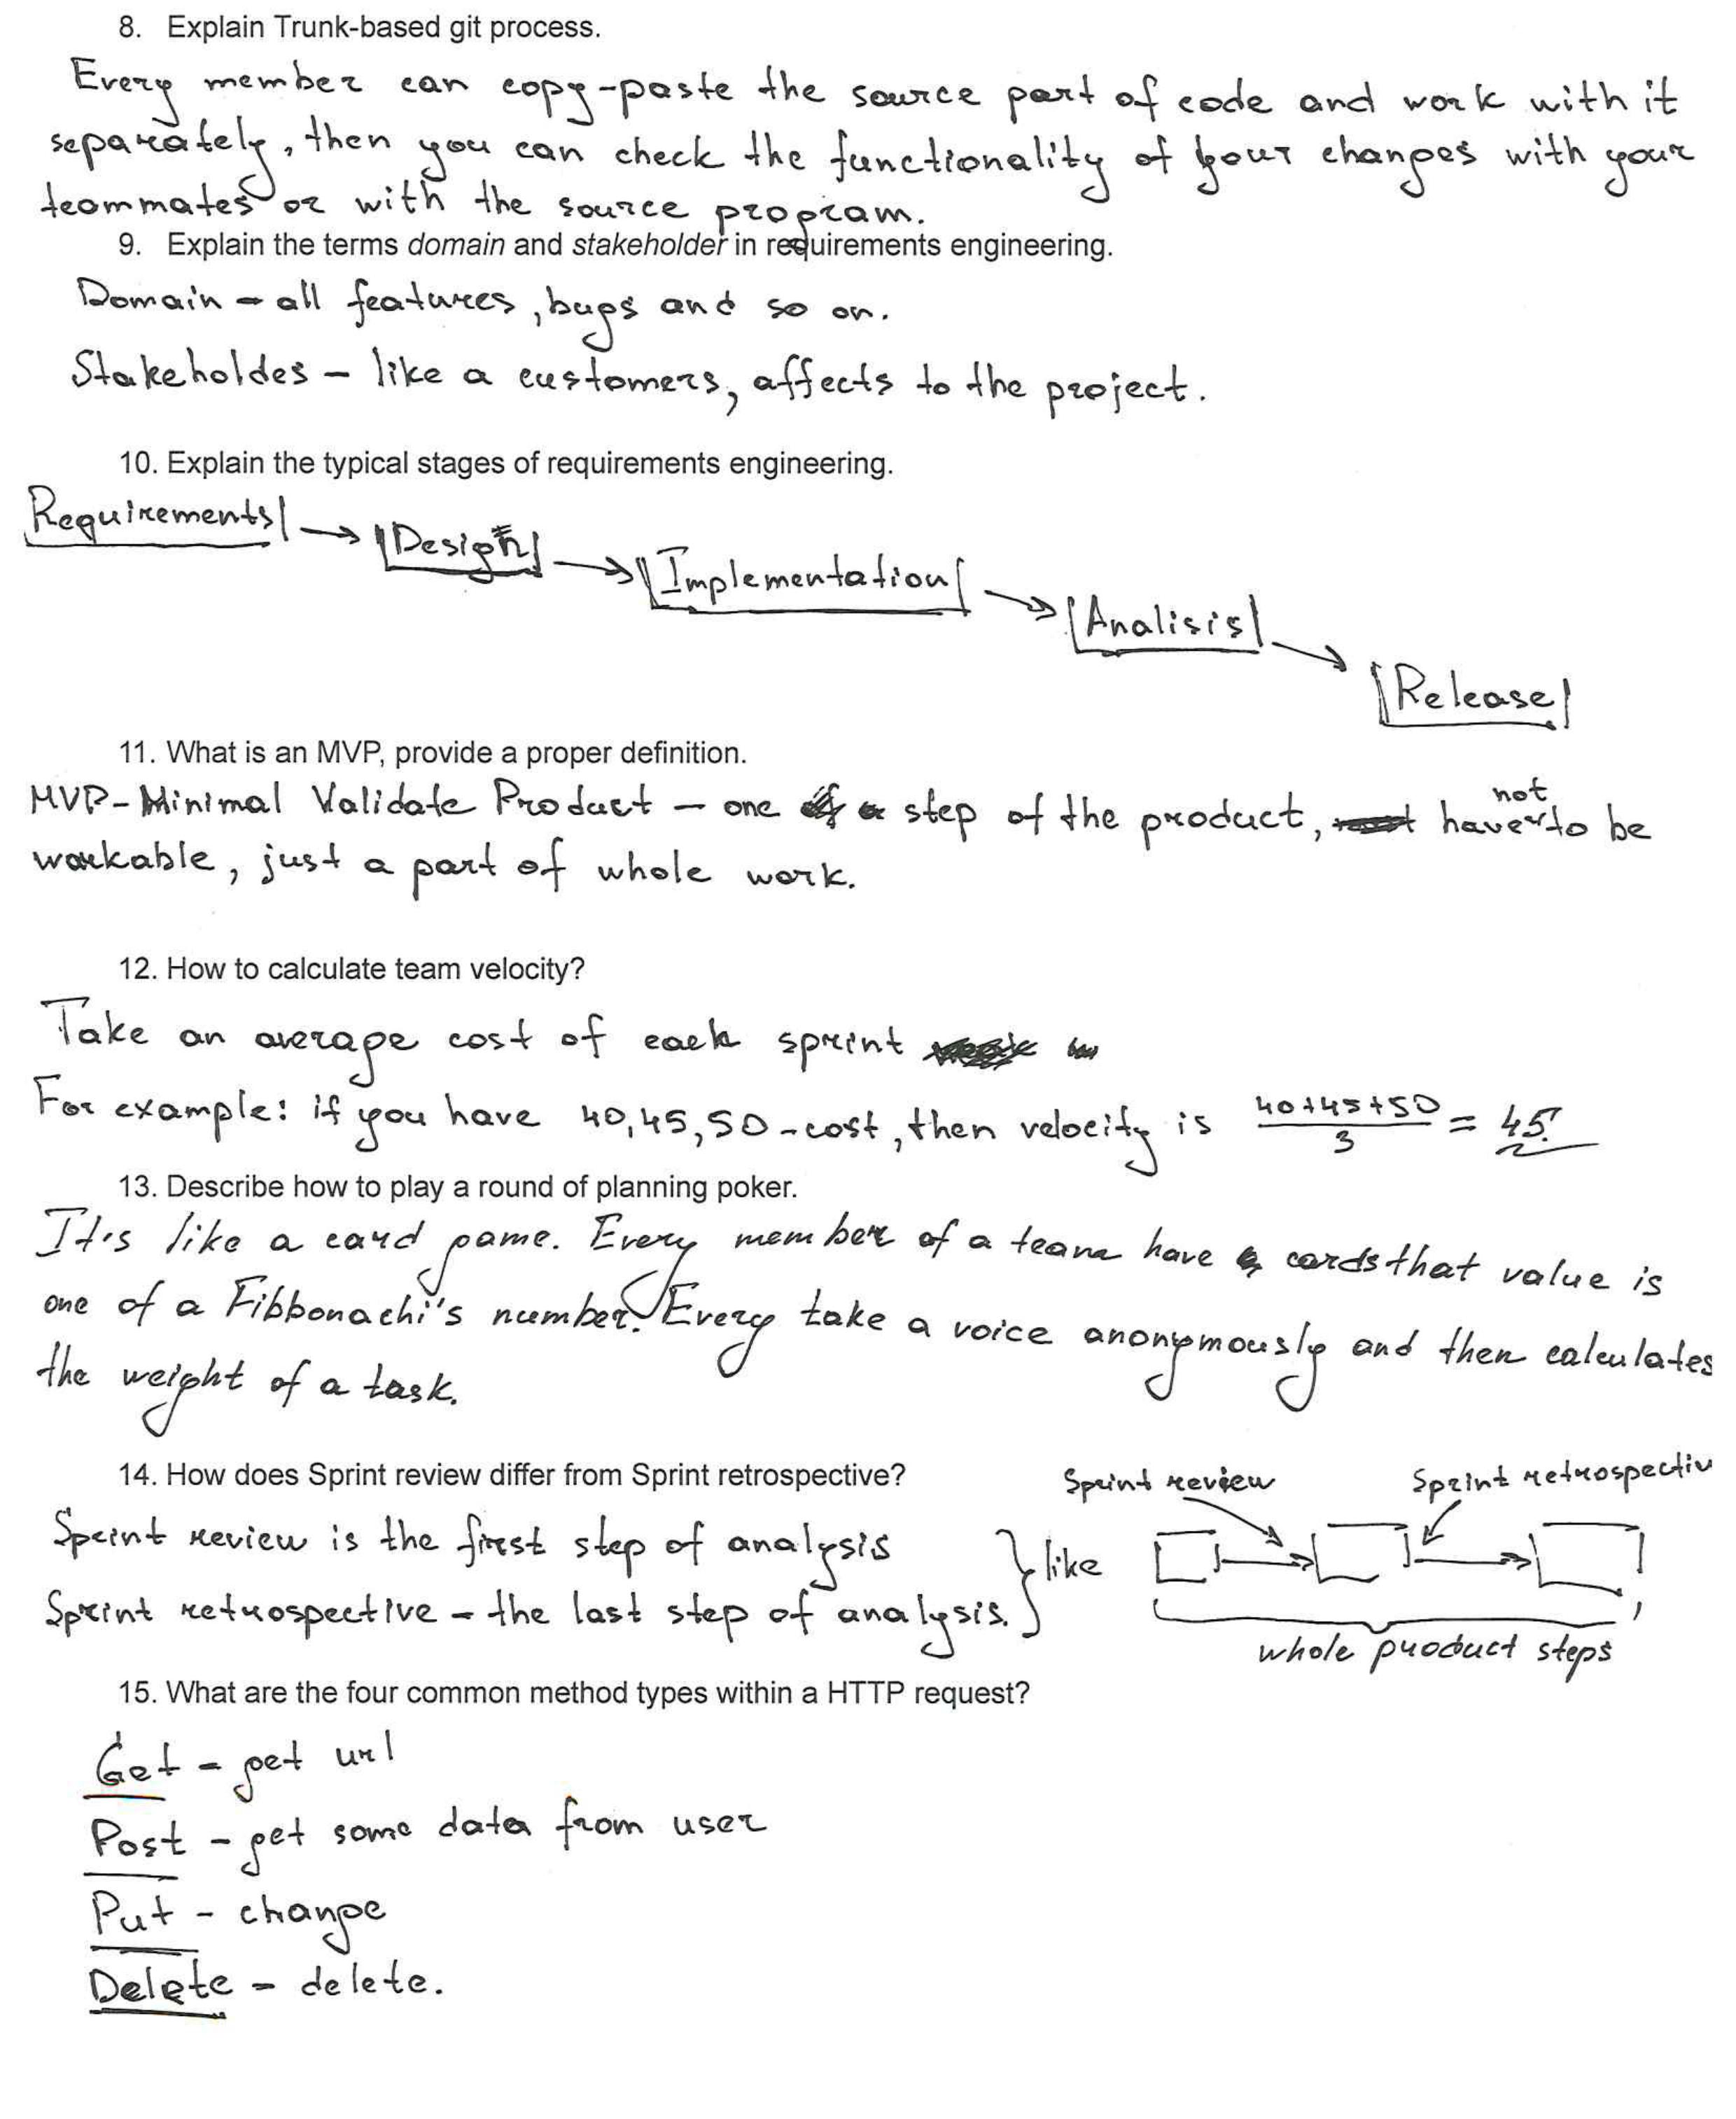 8. Explain Trunk-based git process.
Every member can copy-paste the source part of code and work with it
separately, then you can check the functionality of your changes with your
teammates or with the source program.
9. Explain the terms domain and stakeholder in requirements engineering.
Domain - all features, bugs and so on.
Stakeholdes - like a customers, affects to the project.
10. Explain the typical stages of requirements engineering.
Requirements
Design
Implementation
Analisis
Release
11. What is an MVP, provide a proper definition.
MVP - Minimal Validate Product - one step of the product, have not to be
workable, just a part of whole work.
12. How to calculate team velocity?
Take an average cost of each sprint
For example: if you have 40, 45, 50 - cost, then velocity is (40+45+50)/3 = 45.
13. Describe how to play a round of planning poker.
It's like a card game. Every member of a team have cards that value is
one of a Fibbonachi's number. Every take a voice anonymously and then calculates
the weight of a task.
14. How does Sprint review differ from Sprint retrospective?
Sprint review is the first step of analysis
Sprint retrospective - the last step of analysis.
like
Sprint review
Sprint retrospectiv
whole product steps
15. What are the four common method types within a HTTP request?
Get - get url
Post - get some data from user
Put - change
Delete - delete.